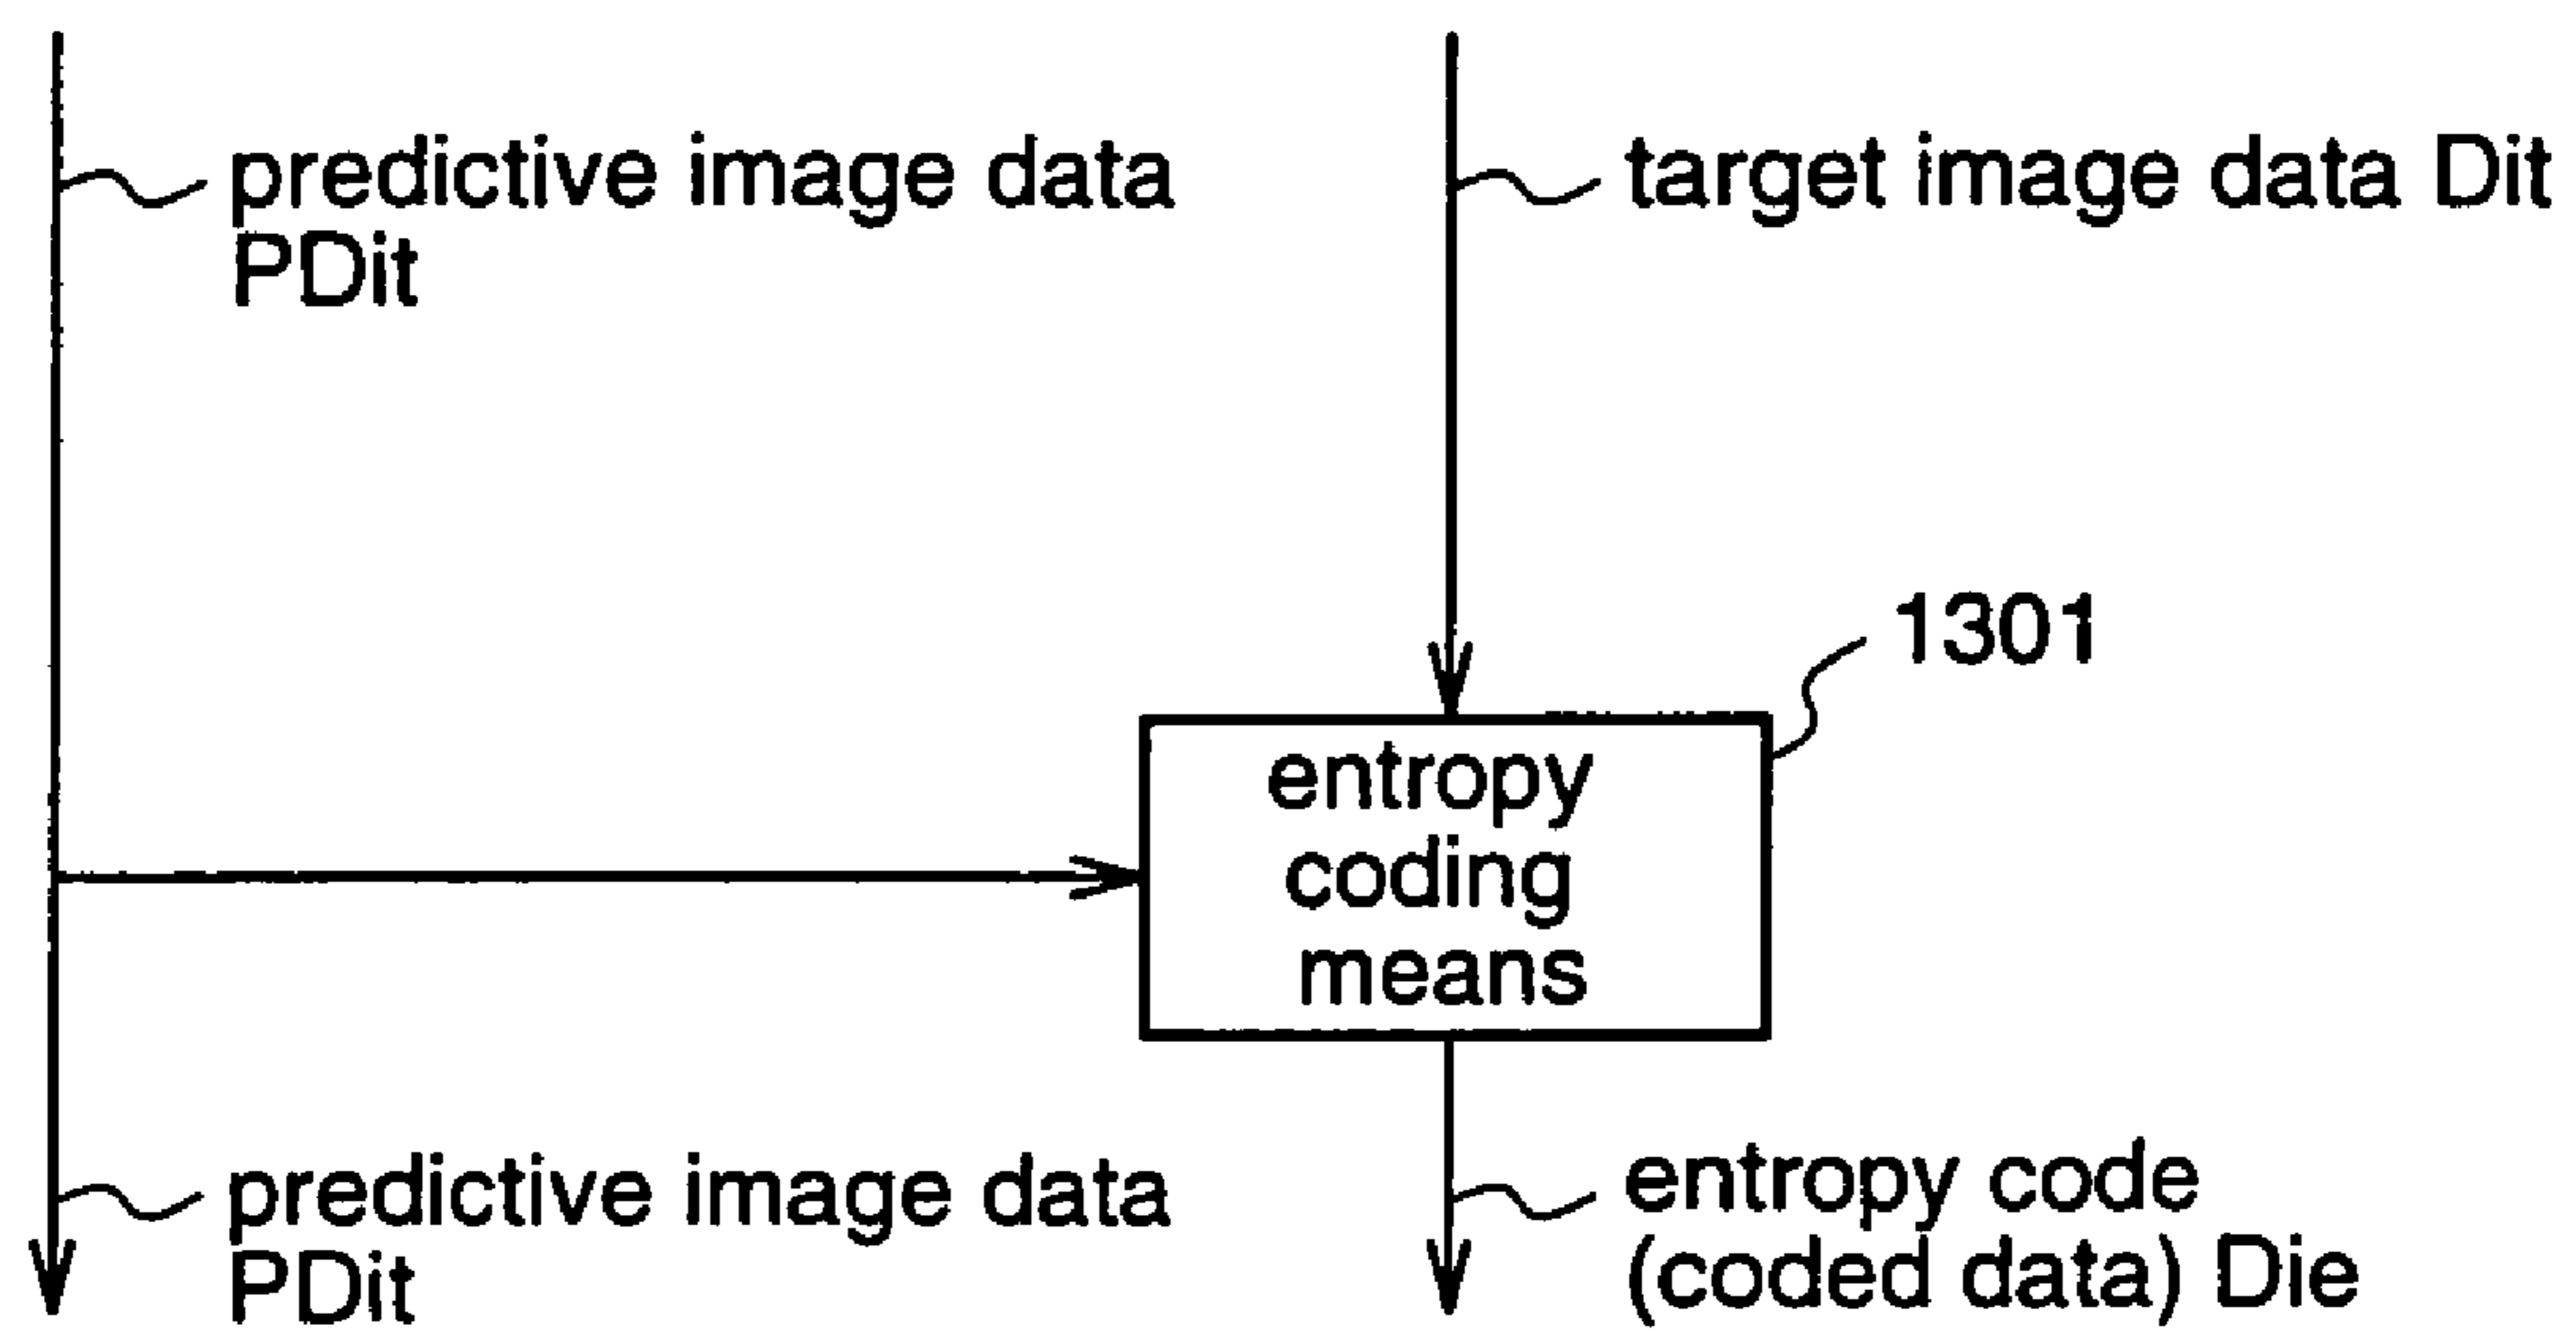 predictive image data
PDit
target image data Dit
1301
entropy
coding
means
predictive image data
PDit
entropy code
(coded data) Die